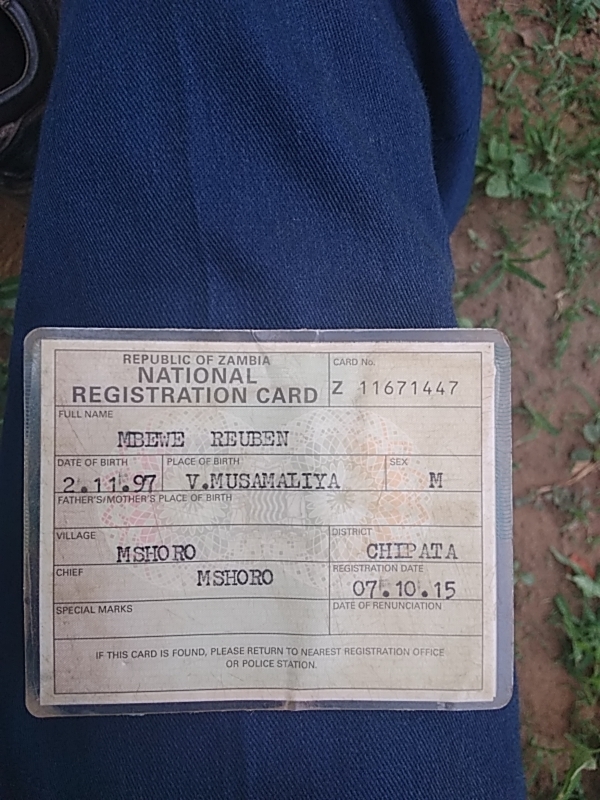 REPUBLIC OF ZAMBIA
NATIONAL
REGISTRATION CARD
CARD No.
Z 11671447
FULL NAME
MBEWE REUBEN
DATE OF BIRTH
2.11.97
PLACE OF BIRTH
V.MUSAMALIYA
SEX
M
FATHER'S/MOTHER'S PLACE OF BIRTH
VILLAGE
MSHORO
DISTRICT
CHIPATA
CHIEF
MSHORO
REGISTRATION DATE
07.10.15
SPECIAL MARKS
DATE OF RENUNCIATION
IF THIS CARD IS FOUND, PLEASE RETURN TO NEAREST REGISTRATION OFFICE
OR POLICE STATION.